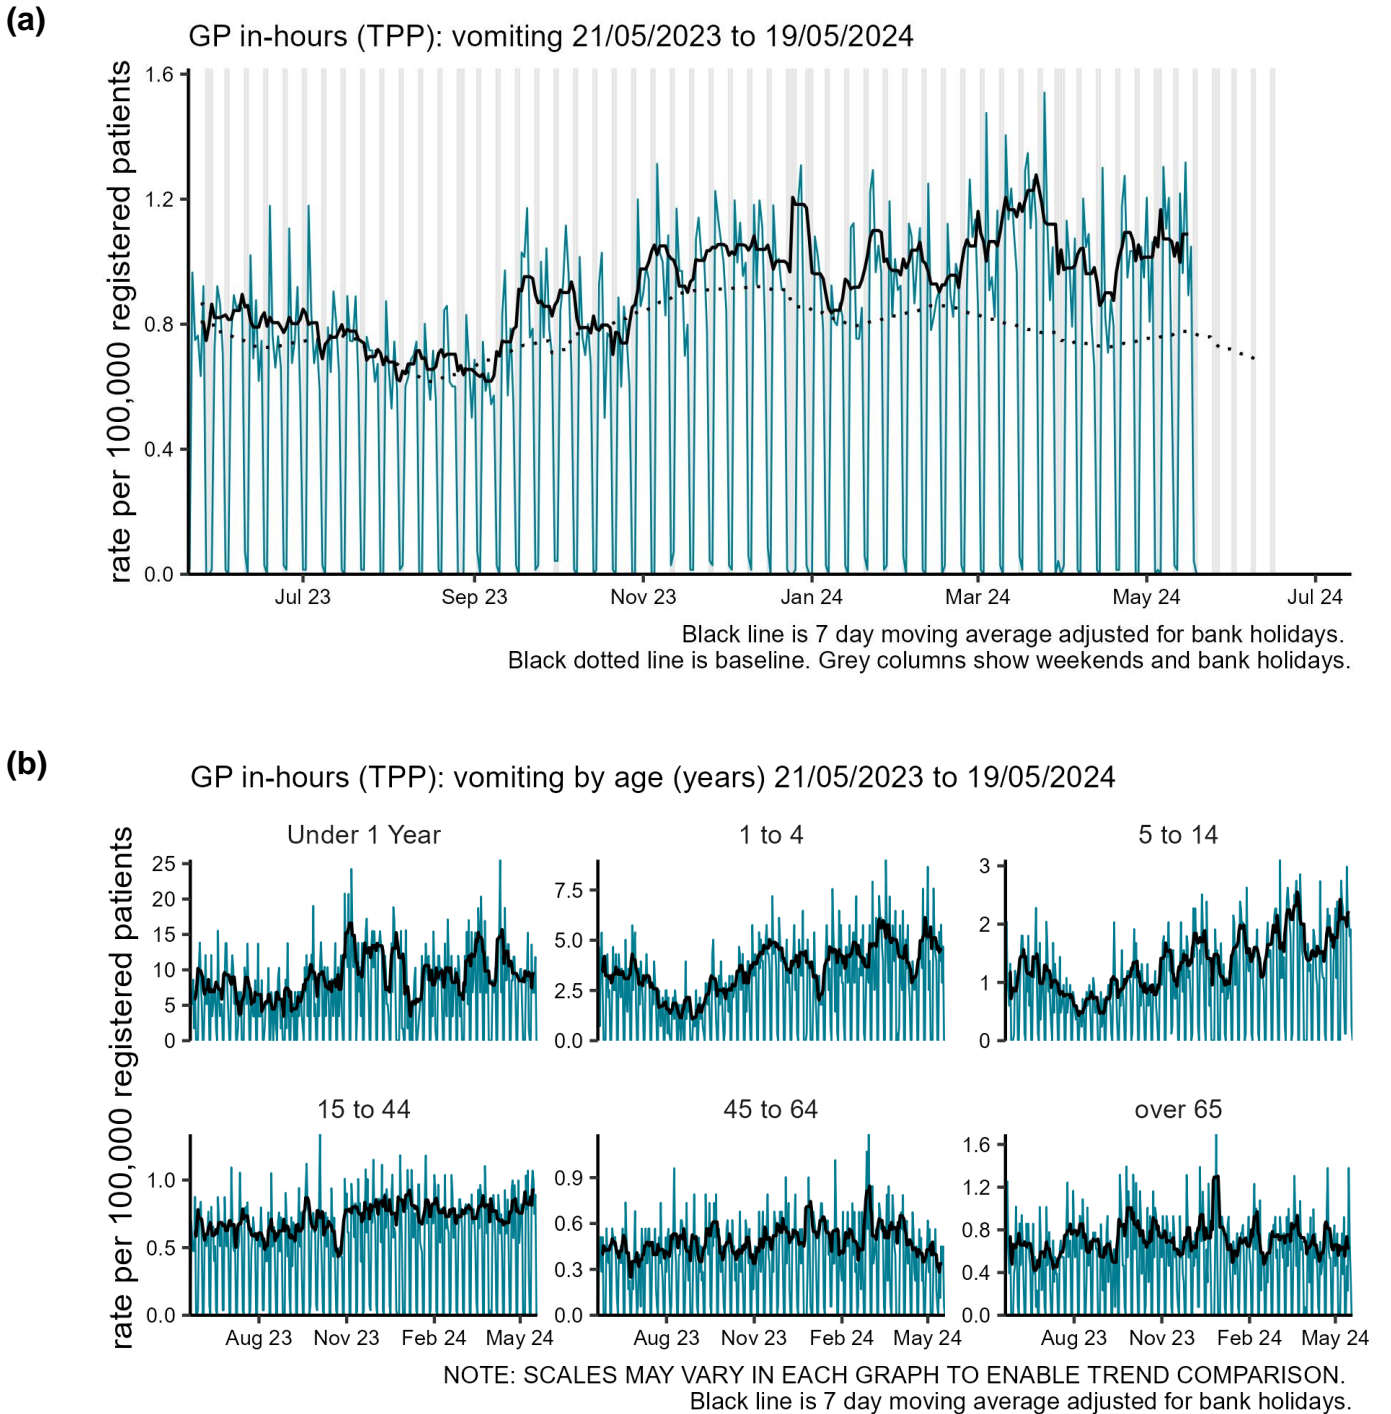 (a)
GP in-hours (TPP): vomiting 21/05/2023 to 19/05/2024
rate per 100,000 registered patients
1.6
1.2
0.8
0.4
0.0
Jul 23 Sep 23 Nov 23 Jan 24 Mar 24 May 24 Jul 24
Black line is 7 day moving average adjusted for bank holidays.
Black dotted line is baseline. Grey columns show weekends and bank holidays.
(b)
GP in-hours (TPP): vomiting by age (years) 21/05/2023 to 19/05/2024
rate per 100,000 registered patients
Under 1 Year
25
20
15
10
5
0
1 to 4
7.5
5.0
2.5
0.0
5 to 14
3
2
1
0
15 to 44
1.0
0.5
0.0
Aug 23 Nov 23 Feb 24 May 24
45 to 64
0.9
0.6
0.3
0.0
Aug 23 Nov 23 Feb 24 May 24
over 65
1.6
1.2
0.8
0.4
0.0
Aug 23 Nov 23 Feb 24 May 24
NOTE: SCALES MAY VARY IN EACH GRAPH TO ENABLE TREND COMPARISON.
Black line is 7 day moving average adjusted for bank holidays.